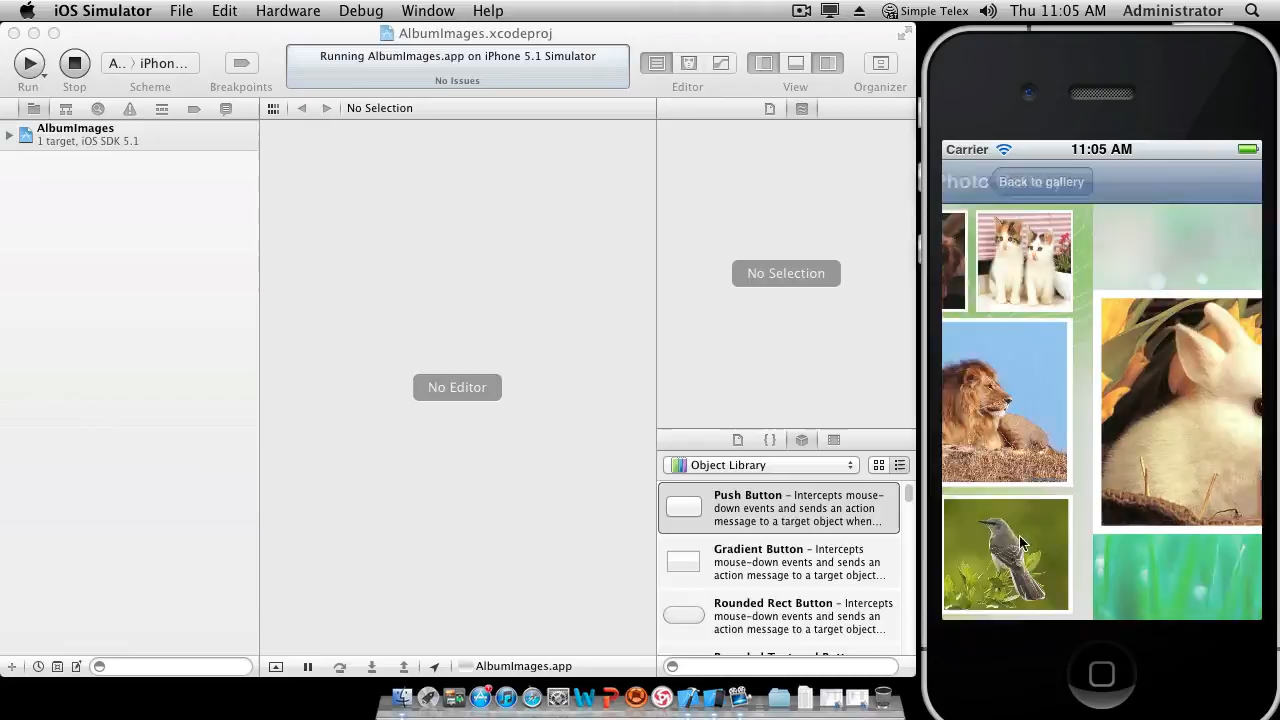 iOS Simulator File Edit Hardware Debug Window Help Simple Telex Thu 11:05 AM Administrator
AlbumImages.xcodeproj
Running AlbumImages.app on iPhone 5.1 Simulator
No Issues
A.. 〉 iPhon...
Run Stop Scheme Breakpoints Editor View Organizer
No Selection
AlbumImages
1 target, iOS SDK 5.1
No Editor
AlbumImages.app
No Selection
Object Library
Push Button – Intercepts mouse-
down events and sends an action
message to a target object when...
Gradient Button – Intercepts
mouse-down events and sends an
action message to a target object...
Rounded Rect Button – Intercepts
mouse-down events and sends an
action message to a target object...
Carrier 11:05 AM
Photo Back to gallery